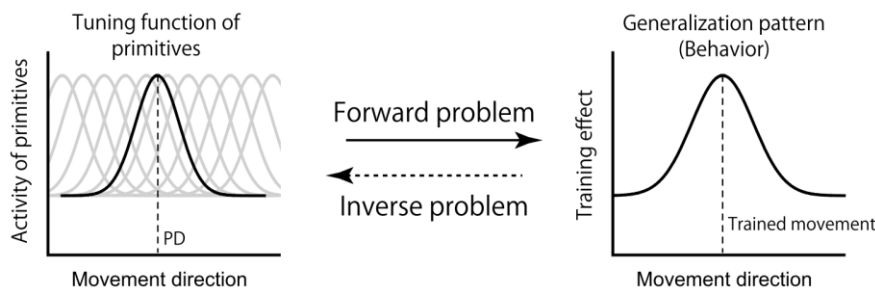 Tuning function of
primitives
Activity of primitives
PD
Movement direction
Forward problem
Inverse problem
Generalization pattern
(Behavior)
Training effect
Trained movement
Movement direction